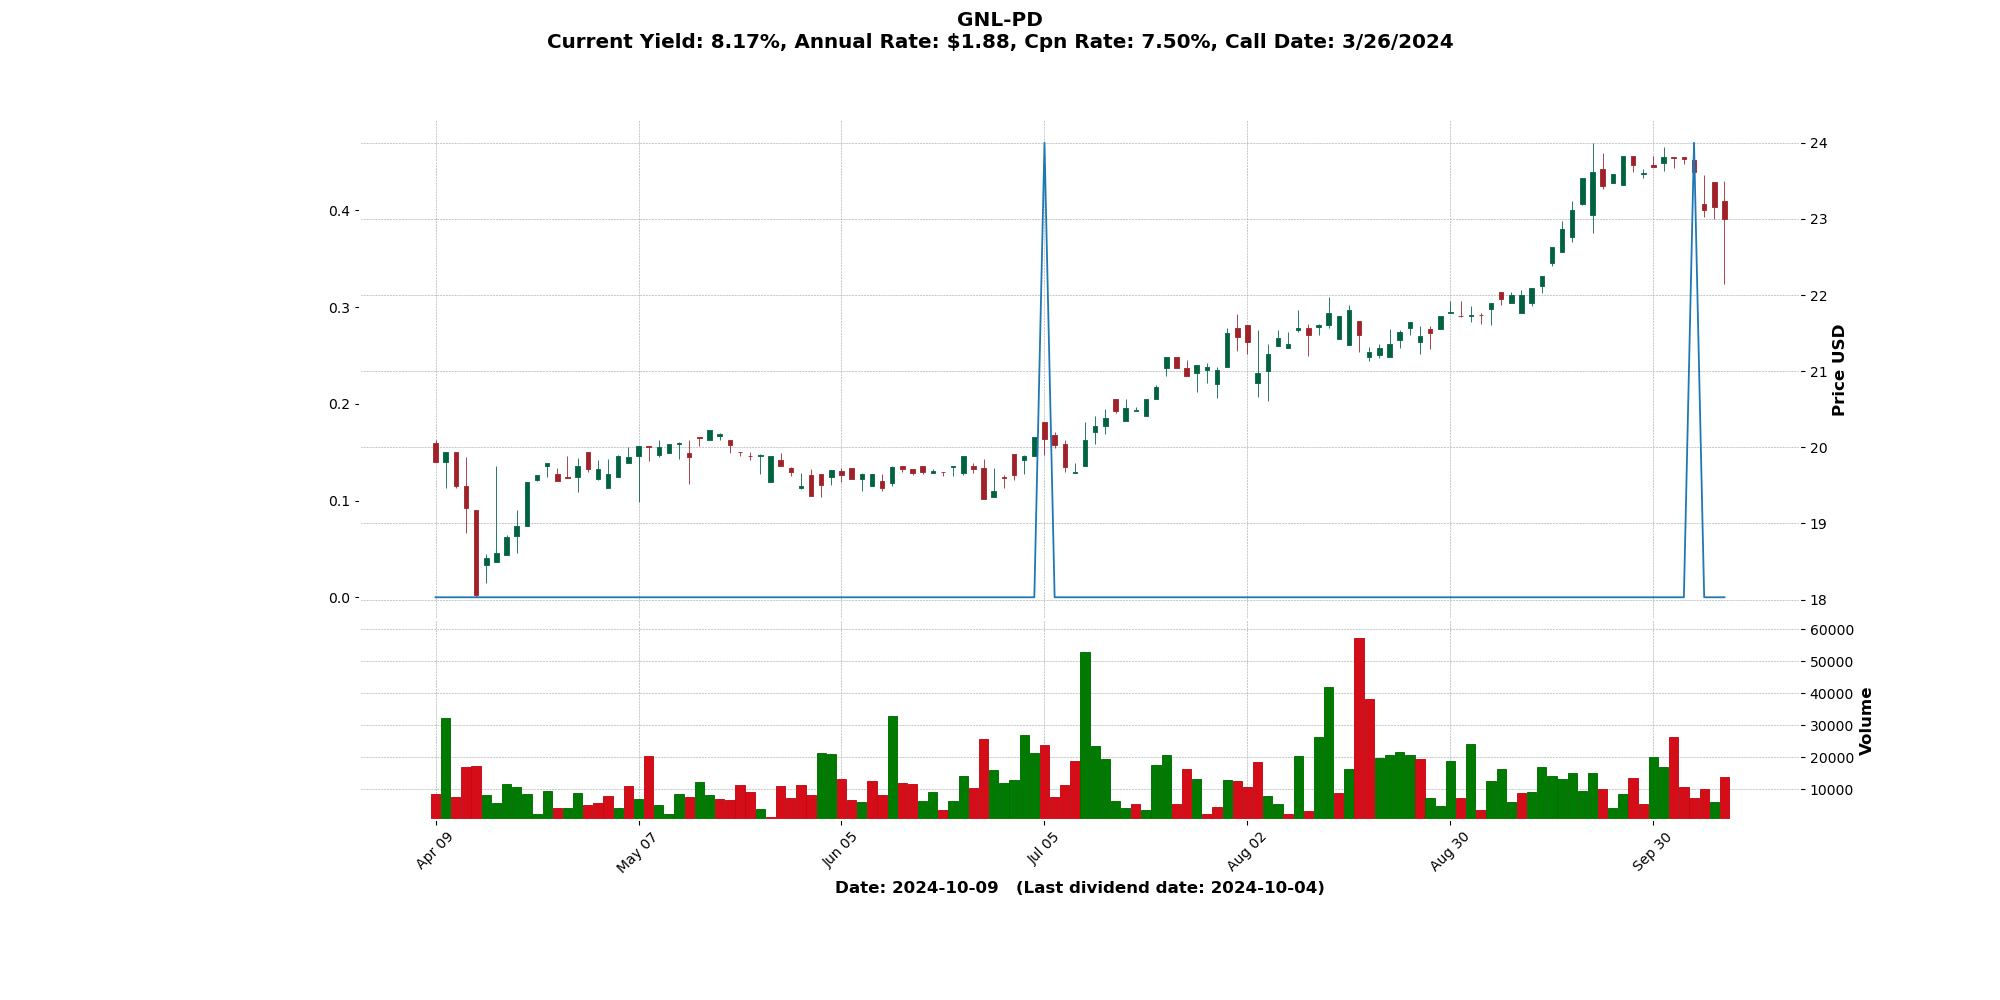 GNL-PD
Current Yield: 8.17%, Annual Rate: $1.88, Cpn Rate: 7.50%, Call Date: 3/26/2024
0.4
0.3
0.2
0.1
0.0
24
23
22
21
20
19
18
Price USD
60000
50000
40000
30000
20000
10000
Volume
Apr 09
May 07
Jun 05
Jul 05
Aug 02
Aug 30
Sep 30
Date: 2024-10-09   (Last dividend date: 2024-10-04)